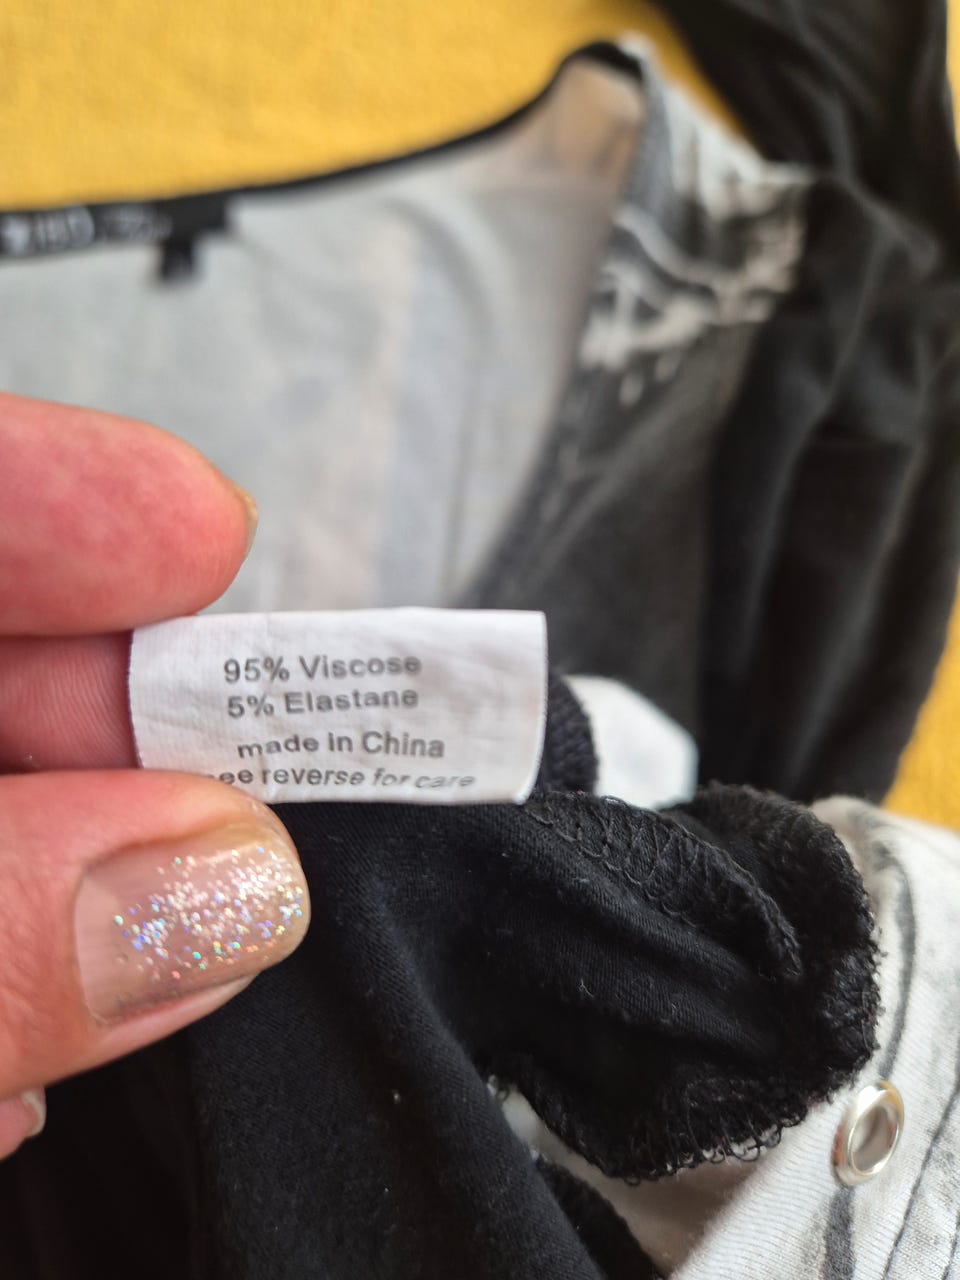 95% Viscose
5% Elastane
made in China
ee reverse for care